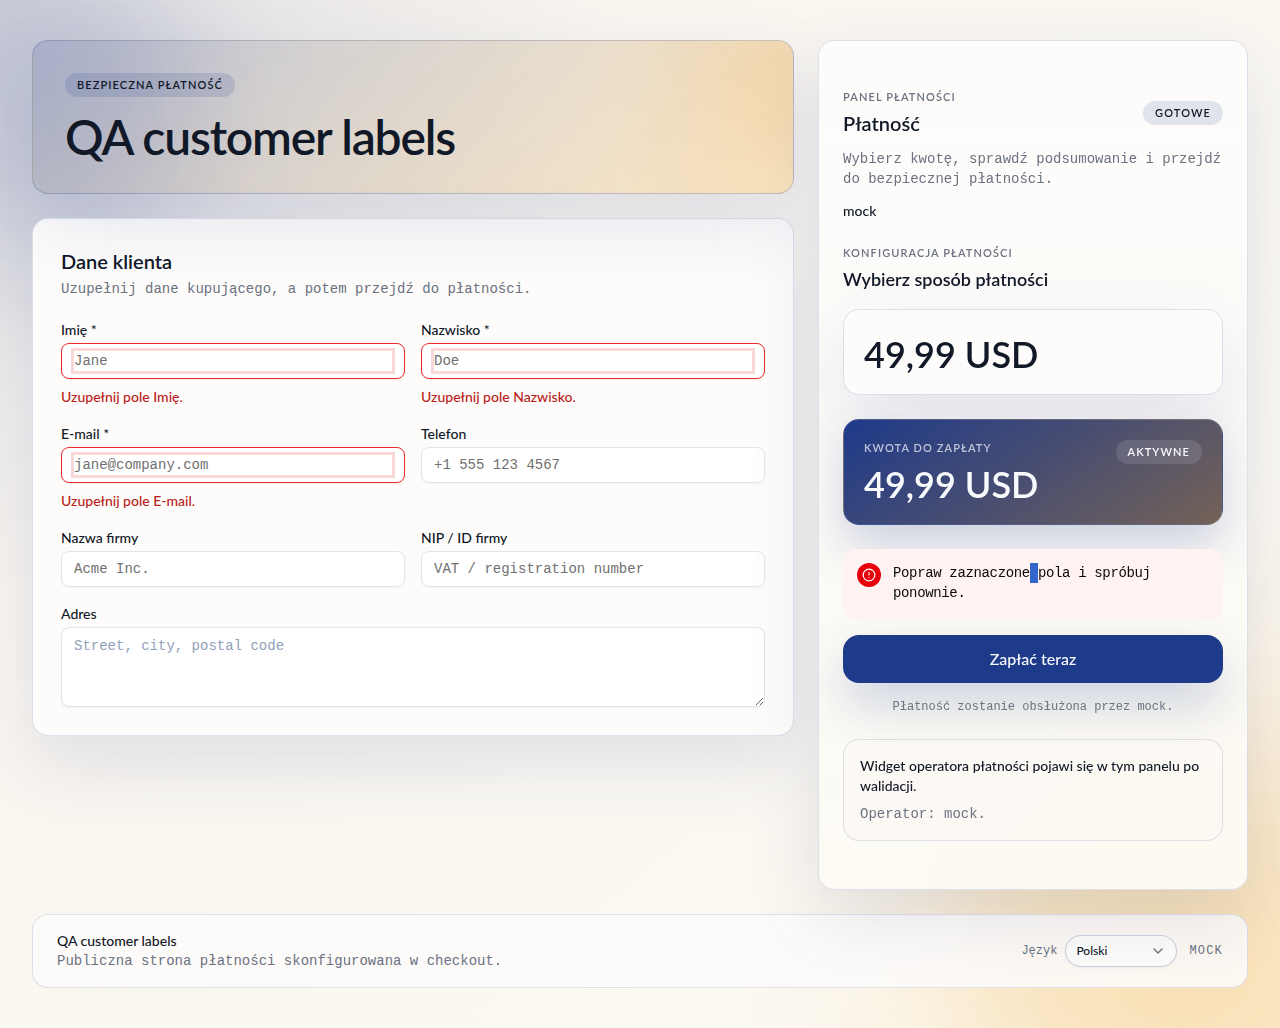 BEZPIECZNA PŁATNOŚĆ
QA customer labels
Dane klienta
Uzupełnij dane kupującego, a potem przejdź do płatności.
Imię *
Nazwisko *
Jane
Doe
Uzupełnij pole Imię.
Uzupełnij pole Nazwisko.
E-mail *
Telefon
jane@company.com
+1 555 123 4567
Uzupełnij pole E-mail.
Nazwa firmy
NIP / ID firmy
Acme Inc.
VAT / registration number
Adres
Street, city, postal code
PANEL PŁATNOŚCI
Płatność
GOTOWE
Wybierz kwotę, sprawdź podsumowanie i przejdź
do bezpiecznej płatności.
mock
KONFIGURACJA PŁATNOŚCI
Wybierz sposób płatności
49,99 USD
KWOTA DO ZAPŁATY
AKTYWNE
49,99 USD
Popraw zaznaczone pola i spróbuj
ponownie.
Zapłać teraz
Płatność zostanie obsłużona przez mock.
Widget operatora płatności pojawi się w tym panelu po
walidacji.
Operator: mock.
QA customer labels
Publiczna strona płatności skonfigurowana w checkout.
Język
Polski
MOCK